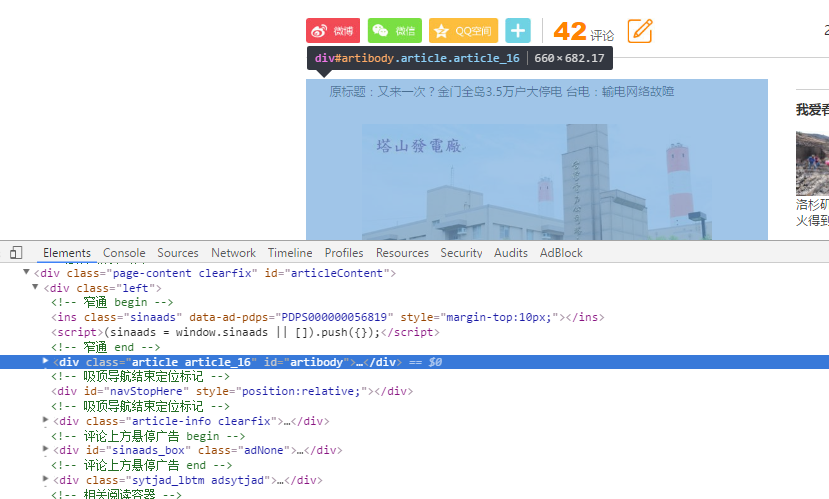 微博 微信 QQ空间 42 评论 2
div#artibody.article.article_16 | 660×682.17
原标题：又来一次？金门全岛3.5万户大停电 台电：输电网络故障
我爱看
塔山發電廠
洛杉矶
火得到
Elements Console Sources Network Timeline Profiles Resources Security Audits AdBlock
<div class="page-content clearfix" id="articleContent">
<div class="left">
<!-- 窄通 begin -->
<ins class="sinaads" data-ad-pdps="PDPS000000056819" style="margin-top:10px;"></ins>
<script>(sinaads = window.sinaads || []).push({});</script>
<!-- 窄通 end -->
<div class="article article_16" id="artibody">…</div> == $0
<!-- 吸顶导航结束定位标记 -->
<div id="navStopHere" style="position:relative;"></div>
<!-- 吸顶导航结束定位标记 -->
<div class="article-info clearfix">…</div>
<!-- 评论上方悬停广告 begin -->
<div id="sinaads_box" class="adNone">…</div>
<!-- 评论上方悬停广告 end -->
<div class="sytjad_lbtm adsytjad">…</div>
<!-- 相关阅读容器 -->